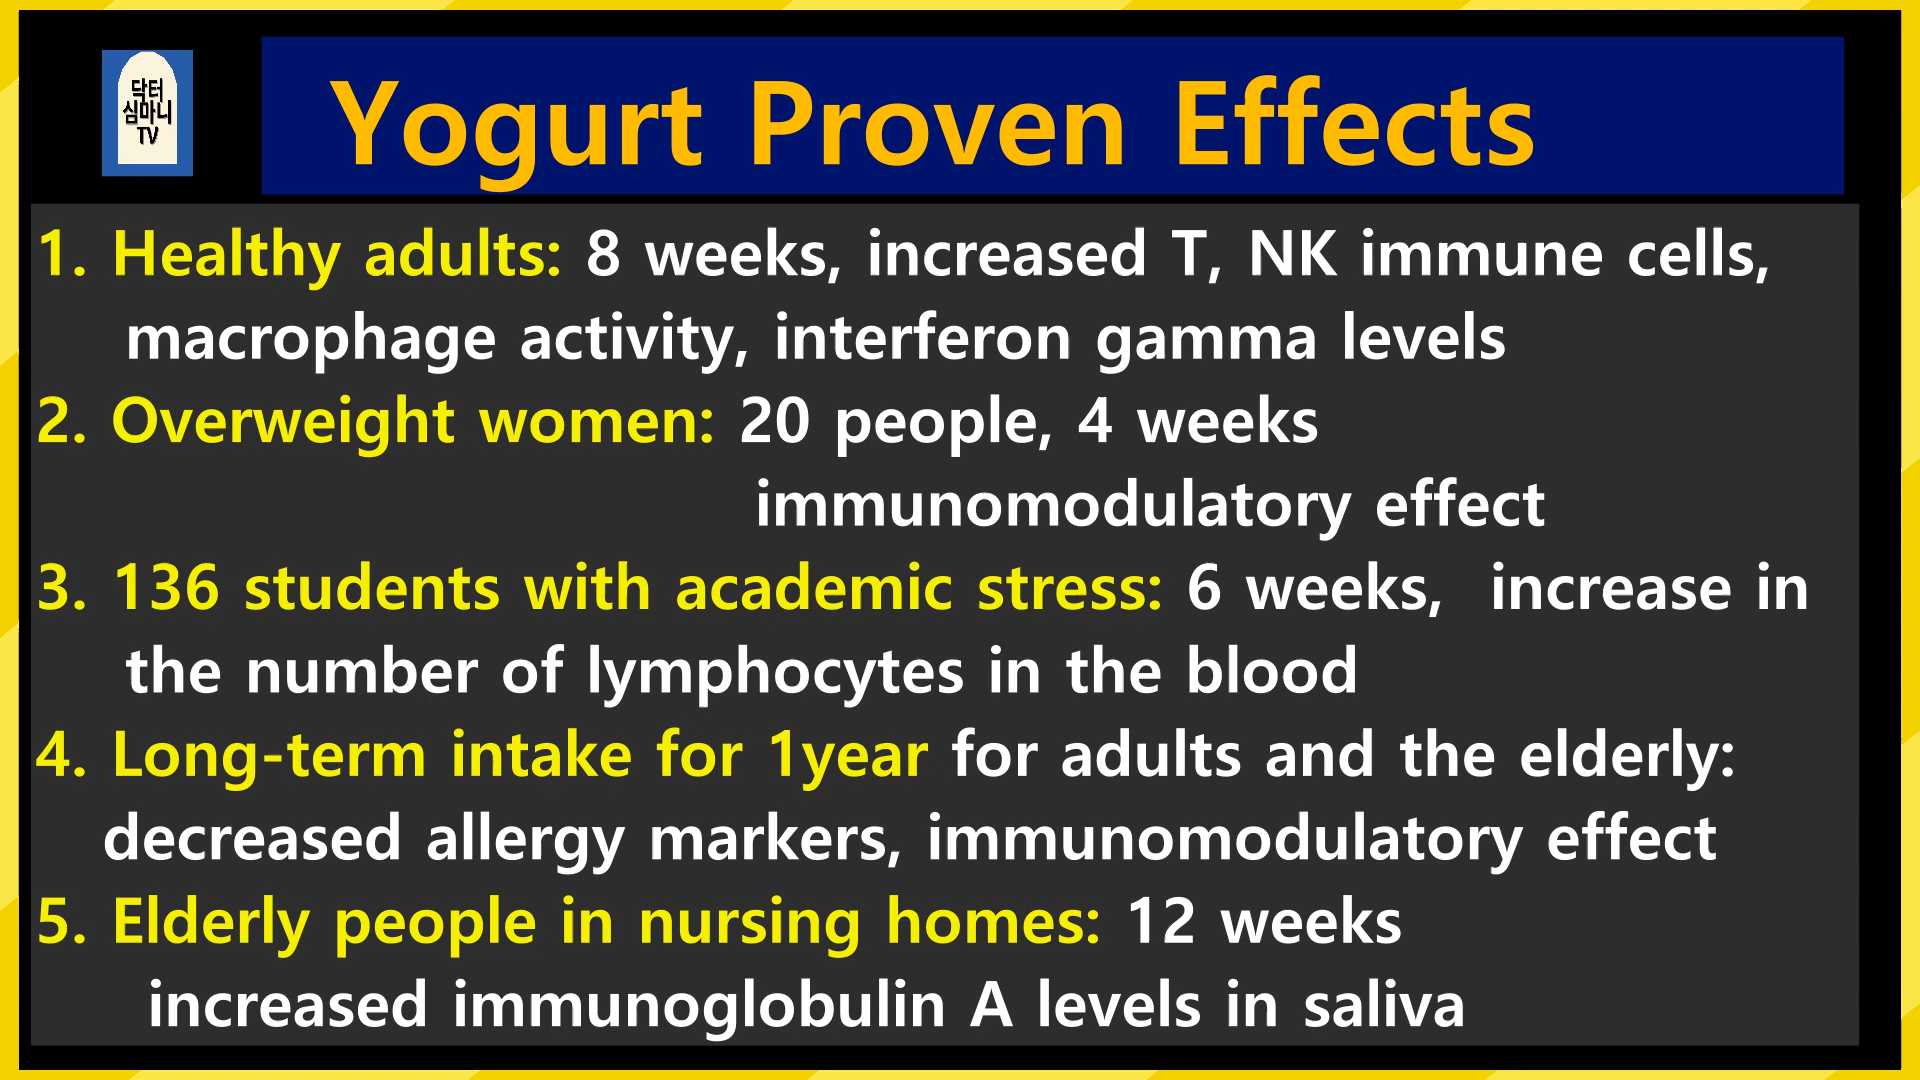 닥터
심마니
TV
Yogurt Proven Effects
1. Healthy adults: 8 weeks, increased T, NK immune cells,
macrophage activity, interferon gamma levels
2. Overweight women: 20 people, 4 weeks
immunomodulatory effect
3. 136 students with academic stress: 6 weeks, increase in
the number of lymphocytes in the blood
4. Long-term intake for 1year for adults and the elderly:
decreased allergy markers, immunomodulatory effect
5. Elderly people in nursing homes: 12 weeks
increased immunoglobulin A levels in saliva